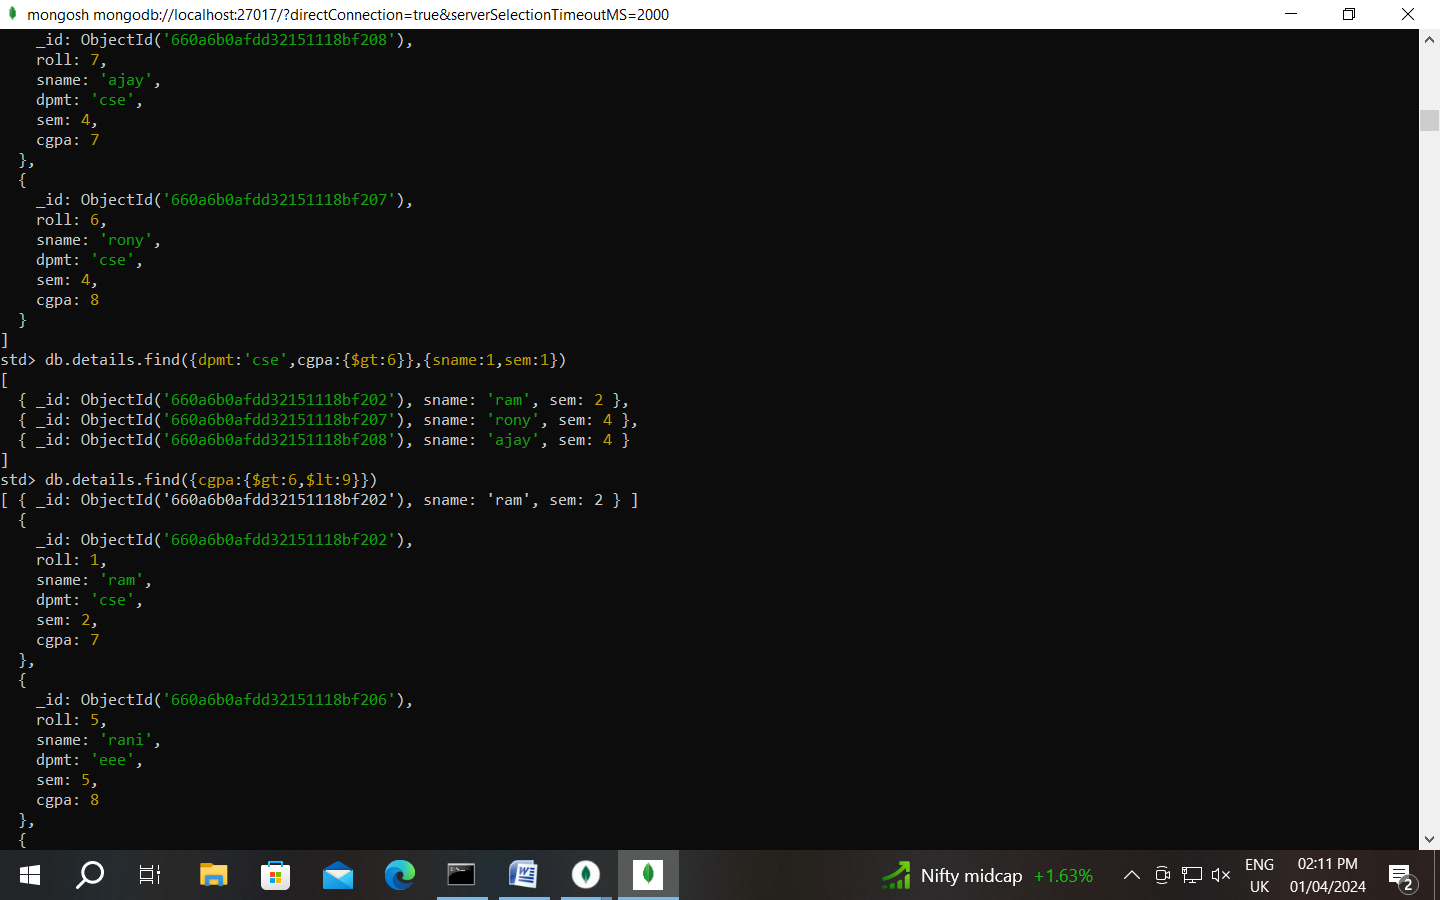 mongosh mongodb://localhost:27017/?directConnection=true&serverSelectionTimeoutMS=2000
_id: ObjectId('660a6b0afdd32151118bf208'),
roll: 7,
sname: 'ajay',
dpmt: 'cse',
sem: 4,
cgpa: 7
},
{
_id: ObjectId('660a6b0afdd32151118bf207'),
roll: 6,
sname: 'rony',
dpmt: 'cse',
sem: 4,
cgpa: 8
}
]
std> db.details.find({dpmt:'cse',cgpa:{$gt:6}},{sname:1,sem:1})
[
{ _id: ObjectId('660a6b0afdd32151118bf202'), sname: 'ram', sem: 2 },
{ _id: ObjectId('660a6b0afdd32151118bf207'), sname: 'rony', sem: 4 },
{ _id: ObjectId('660a6b0afdd32151118bf208'), sname: 'ajay', sem: 4 }
]
std> db.details.find({cgpa:{$gt:6,$lt:9}})
[ { _id: ObjectId('660a6b0afdd32151118bf202'), sname: 'ram', sem: 2 } ]
{
_id: ObjectId('660a6b0afdd32151118bf202'),
roll: 1,
sname: 'ram',
dpmt: 'cse',
sem: 2,
cgpa: 7
},
{
_id: ObjectId('660a6b0afdd32151118bf206'),
roll: 5,
sname: 'rani',
dpmt: 'eee',
sem: 5,
cgpa: 8
},
{
Nifty midcap +1.63%
ENG
UK
02:11 PM
01/04/2024
2